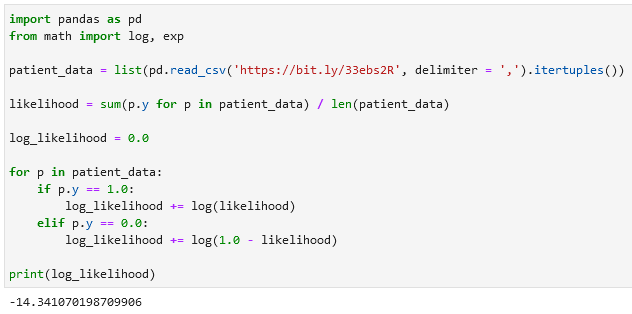 import pandas as pd
from math import log, exp
patient_data = list(pd.read_csv('https://bit.ly/33ebs2R', delimiter = ',').itertuples())
likelihood = sum(p.y for p in patient_data) / len(patient_data)
log_likelihood = 0.0
for p in patient_data:
    if p.y == 1.0:
        log_likelihood += log(likelihood)
    elif p.y == 0.0:
        log_likelihood += log(1.0 - likelihood)
print(log_likelihood)
-14.341070198709906